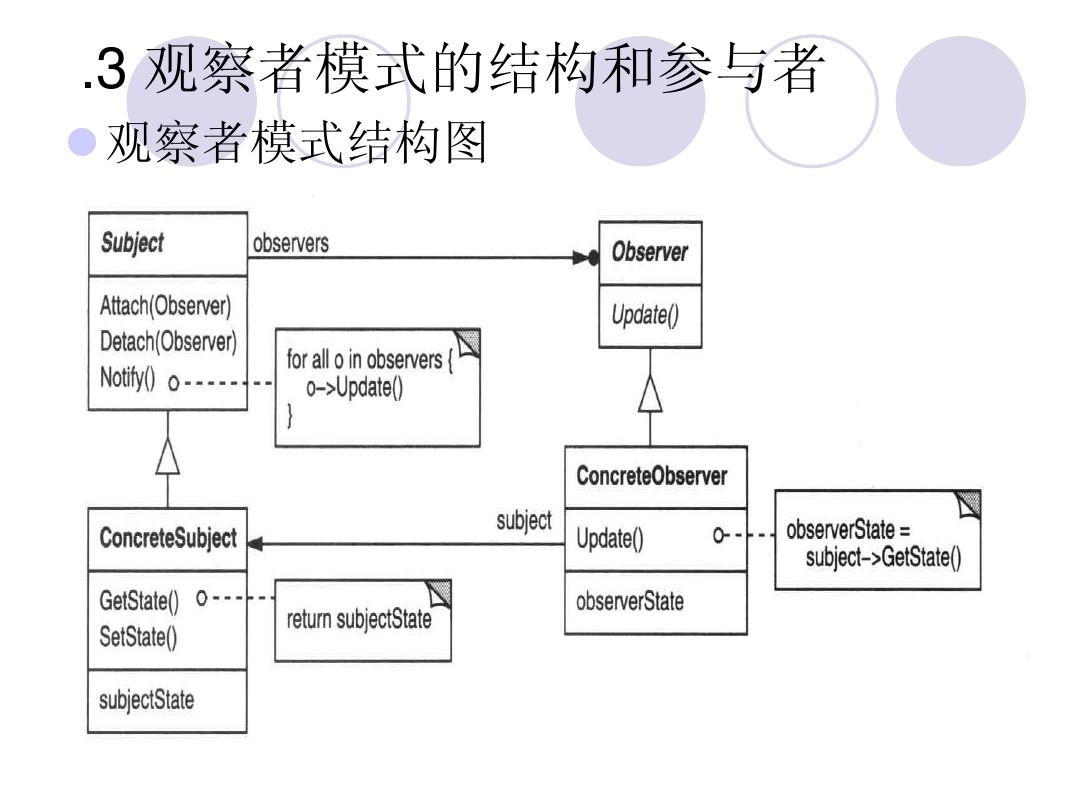 .3 观察者模式的结构和参与者
观察者模式结构图
Subject
observers
Observer
Attach(Observer)
Detach(Observer)
Notify()
for all o in observers {
o->Update()
}
Update()
ConcreteObserver
ConcreteSubject
subject
Update()
observerState =
subject->GetState()
GetState()
SetState()
return subjectState
observerState
subjectState